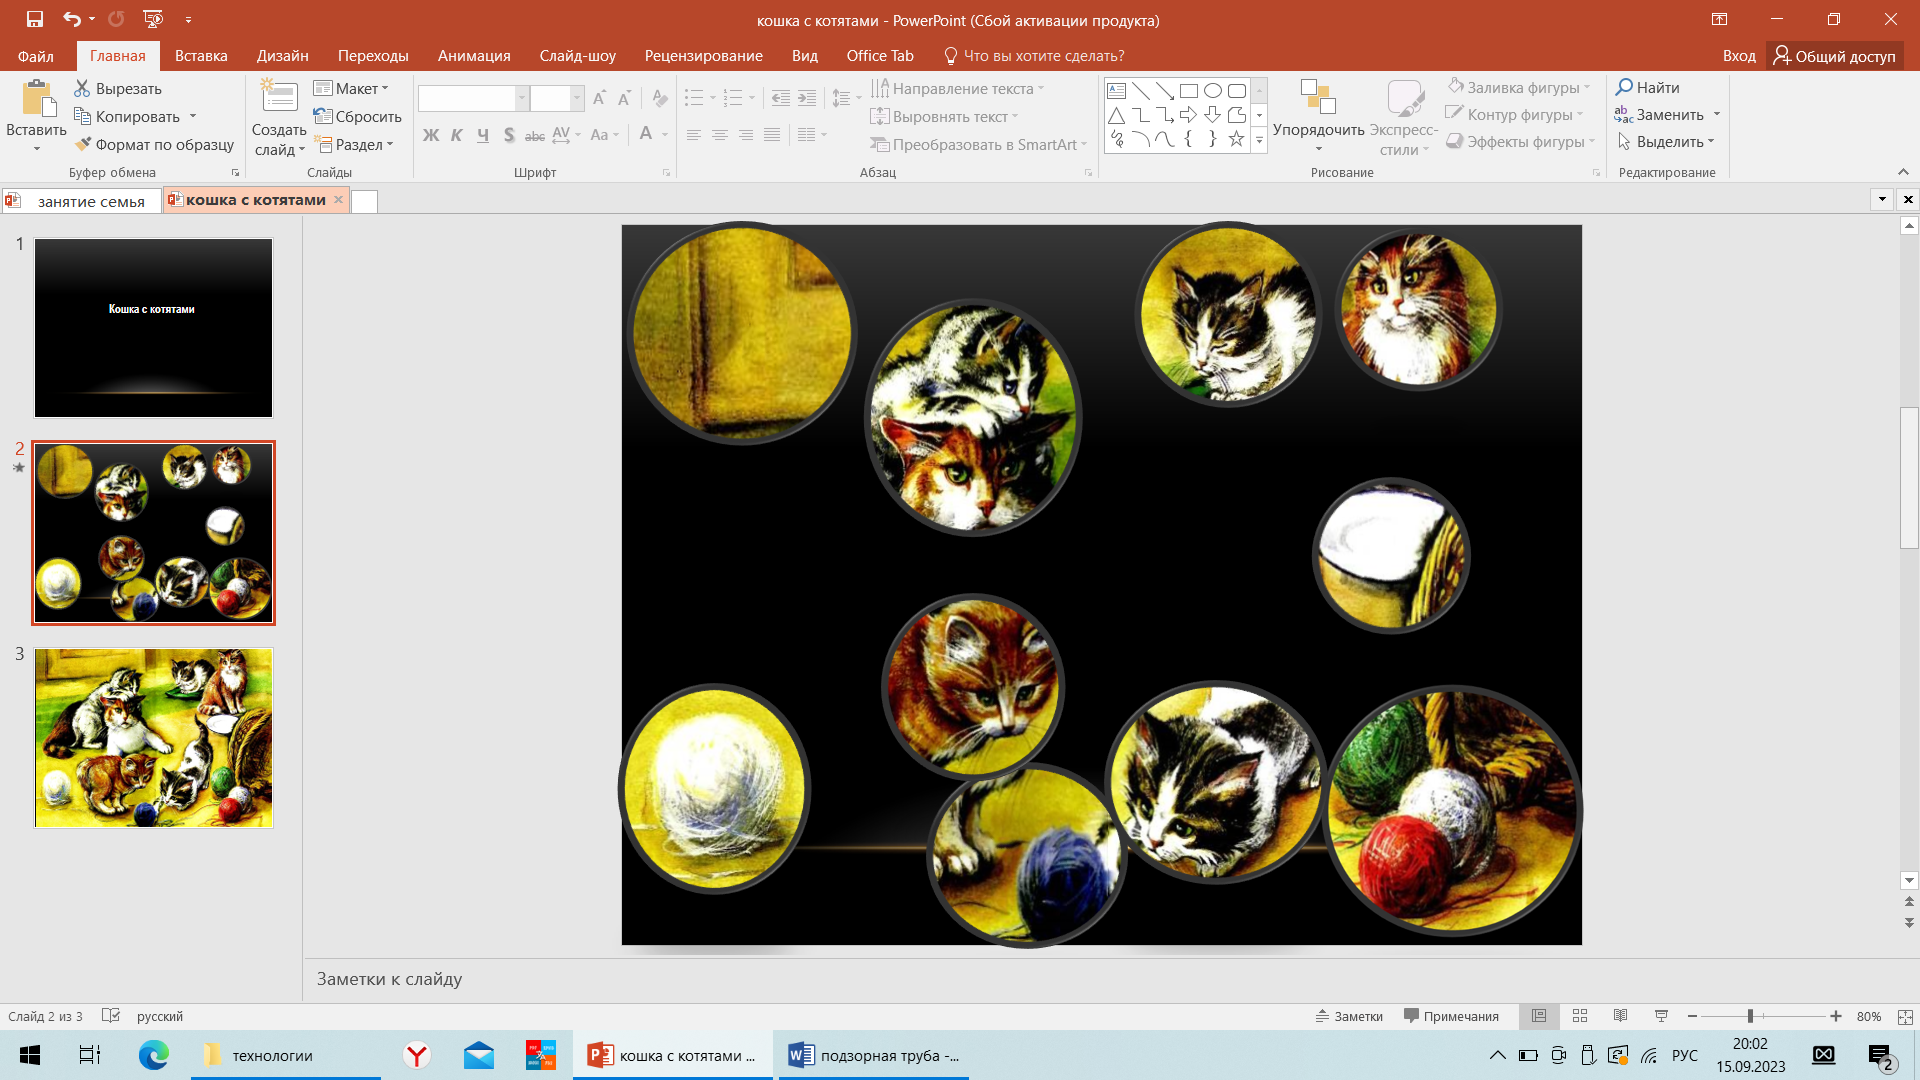 кошка с котятами - PowerPoint (Сбой активации продукта)
Файл Главная Вставка Дизайн Переходы Анимация Слайд-шоу Рецензирование Вид Office Tab Что вы хотите сделать? Вход Общий доступ
Вставить
Вырезать
Копировать
Формат по образцу
Буфер обмена
Создать слайд
Макет
Сбросить
Раздел
Слайды
Ж К Ч S abc AV Aa A
Шрифт
Направление текста
Выровнять текст
Преобразовать в SmartArt
Абзац
Упорядочить
Экспресс-стили
Заливка фигуры
Контур фигуры
Эффекты фигуры
Рисование
Найти
Заменить
Выделить
Редактирование
занятие семья
кошка с котятами
1
Кошка с котятами
2
3
Заметки к слайду
Слайд 2 из 3 русский Заметки Примечания 80%
технологии
кошка с котятами ...
подзорная труба -...
РУС
20:02
15.09.2023
2